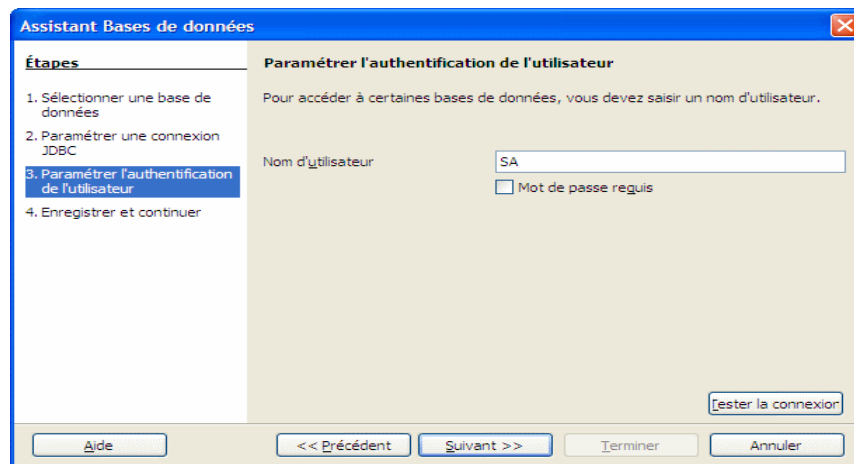 Assistant Bases de données
Étapes
1. Sélectionner une base de
données
2. Paramétrer une connexion
JDBC
3. Paramétrer l'authentification
de l'utilisateur
4. Enregistrer et continuer
Paramétrer l'authentification de l'utilisateur
Pour accéder à certaines bases de données, vous devez saisir un nom d'utilisateur.
Nom d'utilisateur
SA
Mot de passe requis
Tester la connexion
Aide
<< Précédent
Suivant >>
Terminer
Annuler